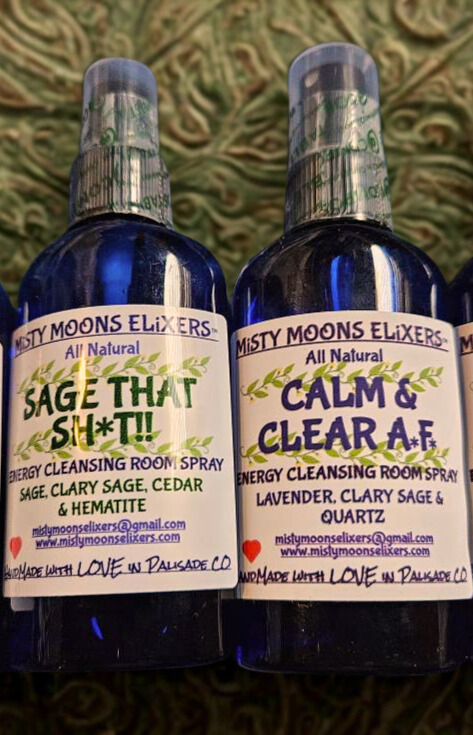 MiSTY MOONS ELiXERS™
All Natural
SAGE THAT
SH*T!!
ENERGY CLEANSING ROOM SPRAY
SAGE, CLARY SAGE, CEDAR
& HEMATITE
mistymoonselixers@gmail.com
www.mistymoonselixers.com
HANDMADE WITH LOVE IN PALISADE CO
MiSTY MOONS ELiXERS™
All Natural
CALM &
CLEAR A*F*
ENERGY CLEANSING ROOM SPRAY
LAVENDER, CLARY SAGE &
QUARTZ
mistymoonselixers@gmail.com
www.mistymoonselixers.com
HANDMADE WITH LOVE IN PALISADE CO